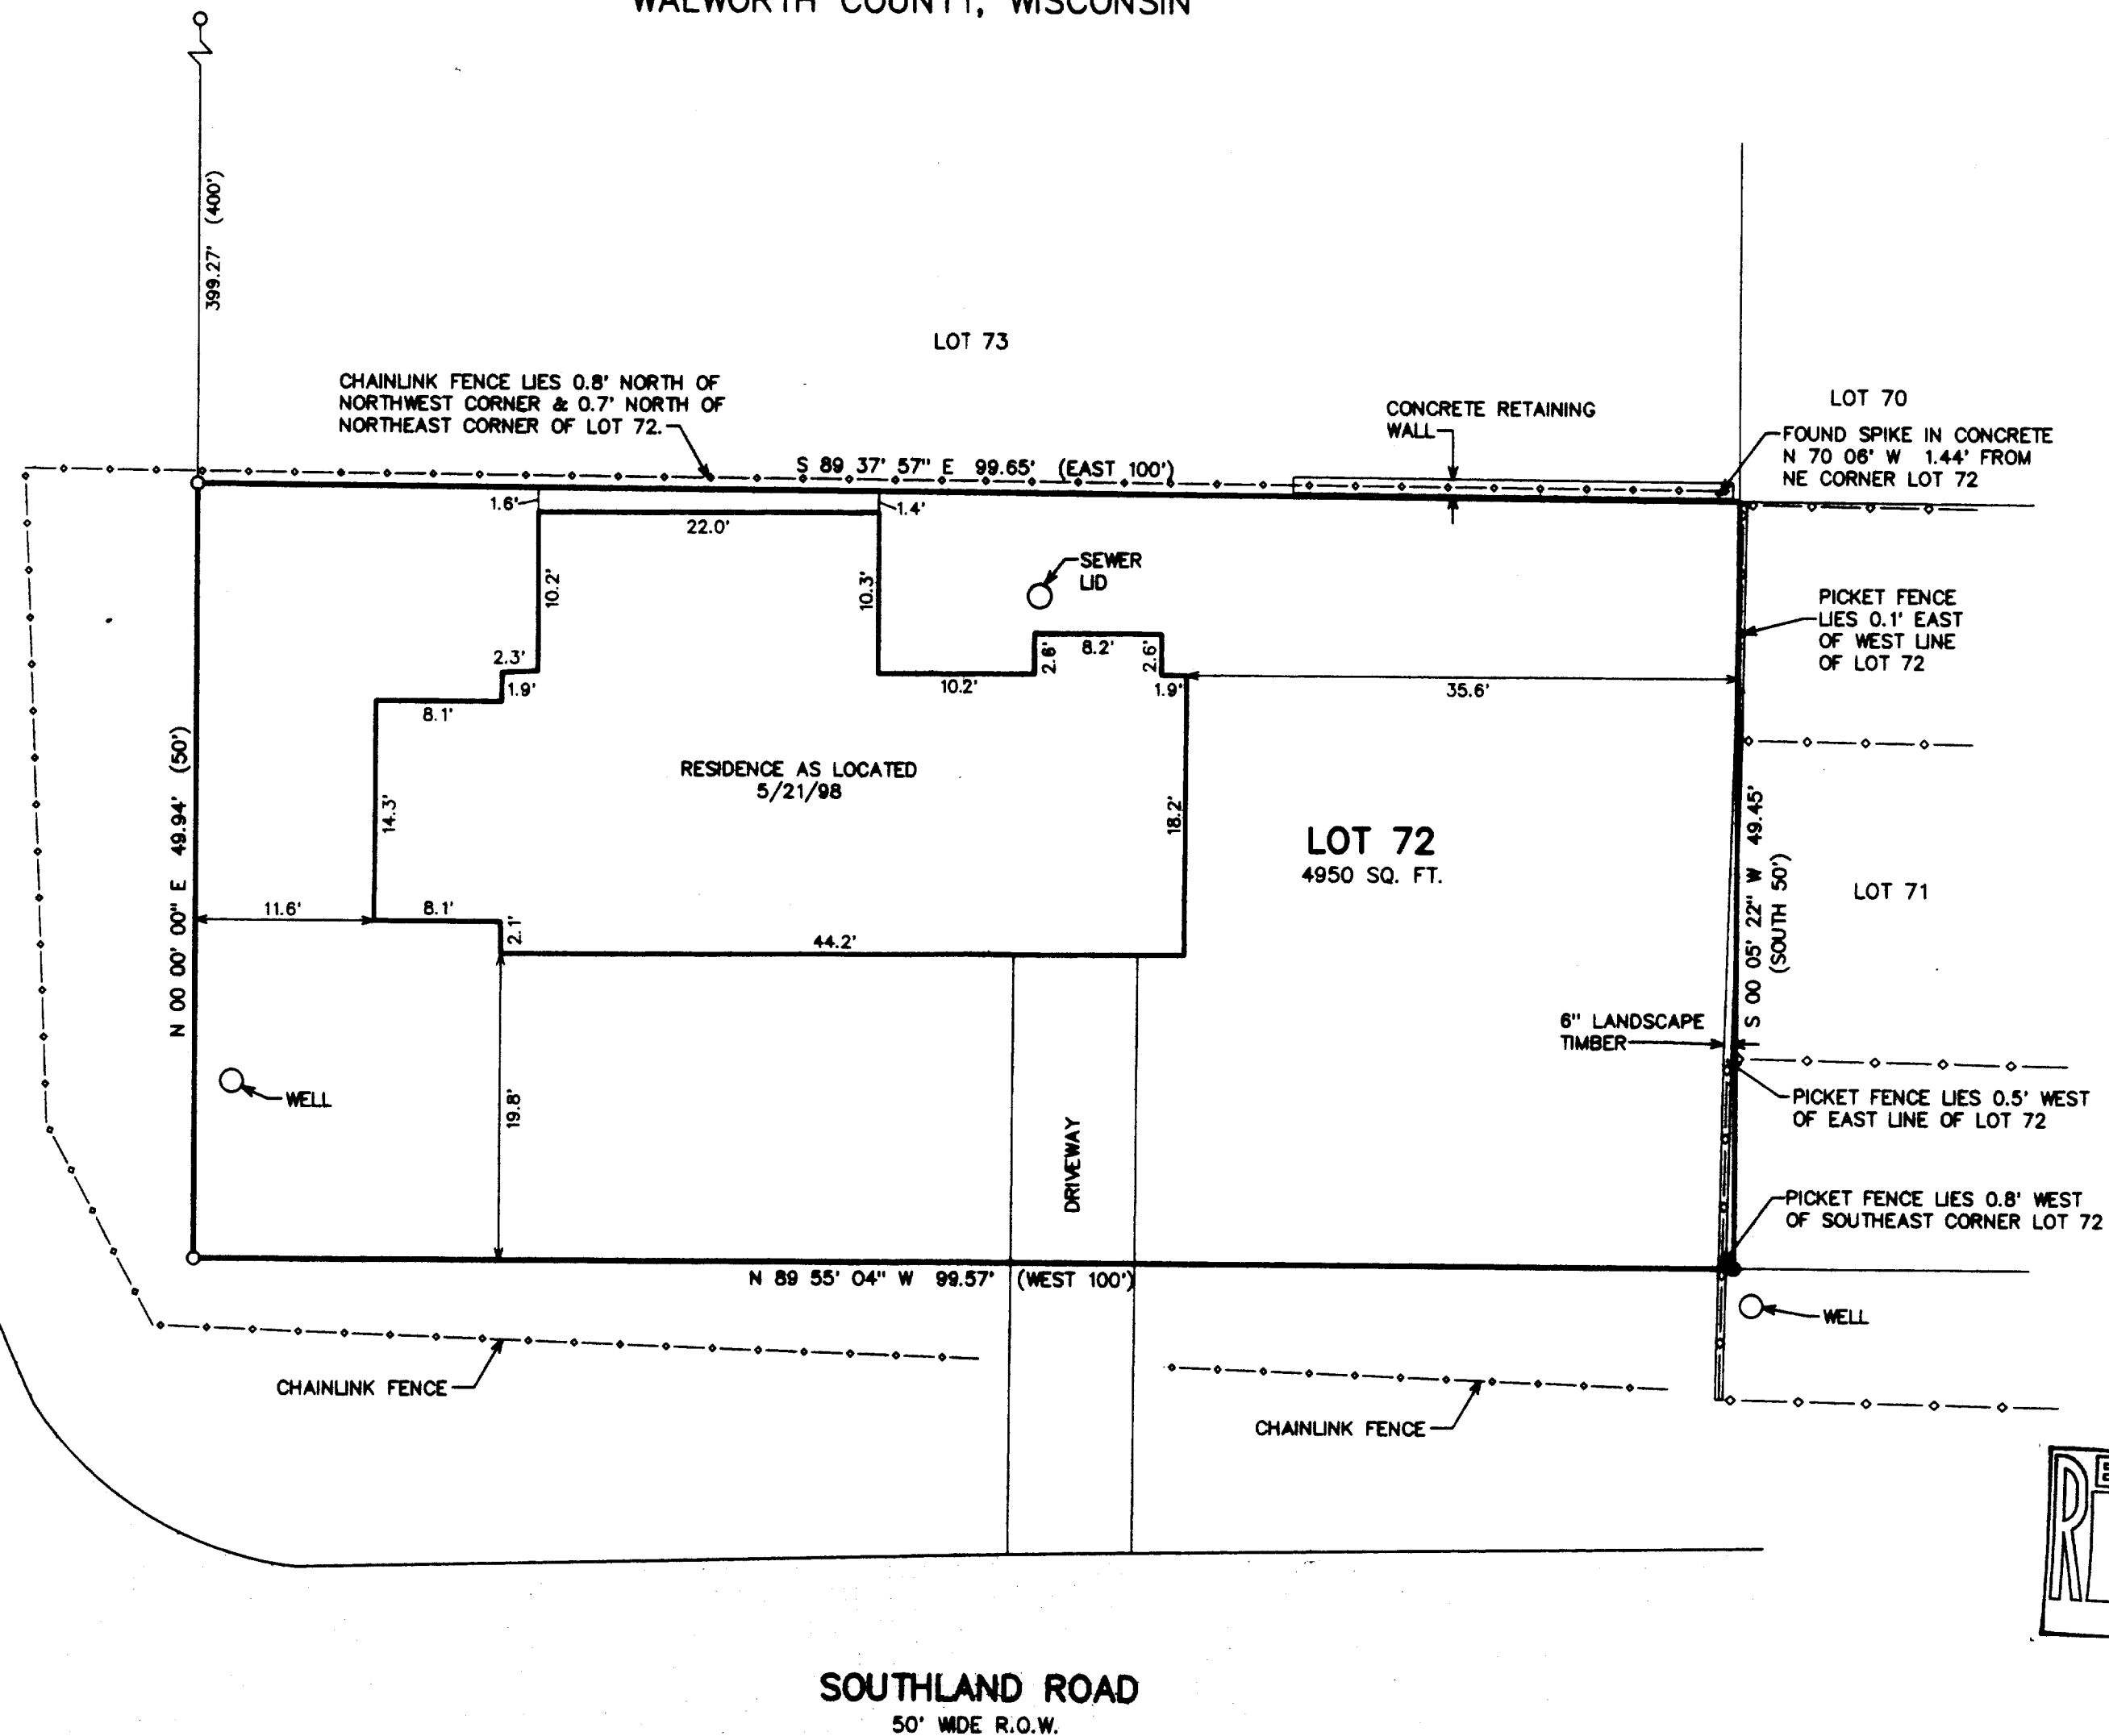 WALWORTH COUNTY, WISCONSIN
399.27' (400')
LOT 73
CHAINLINK FENCE LIES 0.8' NORTH OF
NORTHWEST CORNER & 0.7' NORTH OF
NORTHEAST CORNER OF LOT 72.
CONCRETE RETAINING
WALL
LOT 70
FOUND SPIKE IN CONCRETE
N 70 06' W 1.44' FROM
NE CORNER LOT 72
S 89 37' 57" E 99.65' (EAST 100')
1.6'
1.4'
22.0'
10.2'
10.3'
SEWER
LID
PICKET FENCE
LIES 0.1' EAST
OF WEST LINE
OF LOT 72
2.3'
1.9'
8.1'
2.6'
8.2'
2.6'
10.2'
1.9'
35.6'
N 00 00' 00" E 49.94' (50')
RESIDENCE AS LOCATED
5/21/98
14.3'
18.2'
LOT 72
4950 SQ. FT.
S 00 05' 22" W 49.45'
(SOUTH 50')
LOT 71
11.6'
8.1'
2.1'
44.2'
6" LANDSCAPE
TIMBER
WELL
19.8'
DRIVEWAY
PICKET FENCE LIES 0.5' WEST
OF EAST LINE OF LOT 72
PICKET FENCE LIES 0.8' WEST
OF SOUTHEAST CORNER LOT 72
N 89 55' 04" W 99.57' (WEST 100')
WELL
CHAINLINK FENCE
CHAINLINK FENCE
SOUTHLAND ROAD
50' WIDE R.O.W.